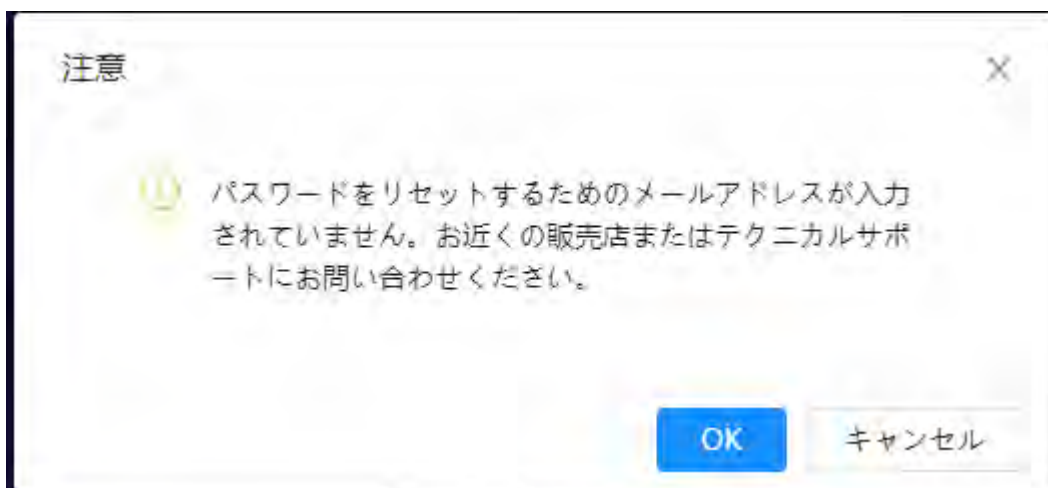 注意
パスワードをリセットするためのメールアドレスが入力
されていません。お近くの販売店またはテクニカルサポ
ートにお問い合わせください。
OK
キャンセル